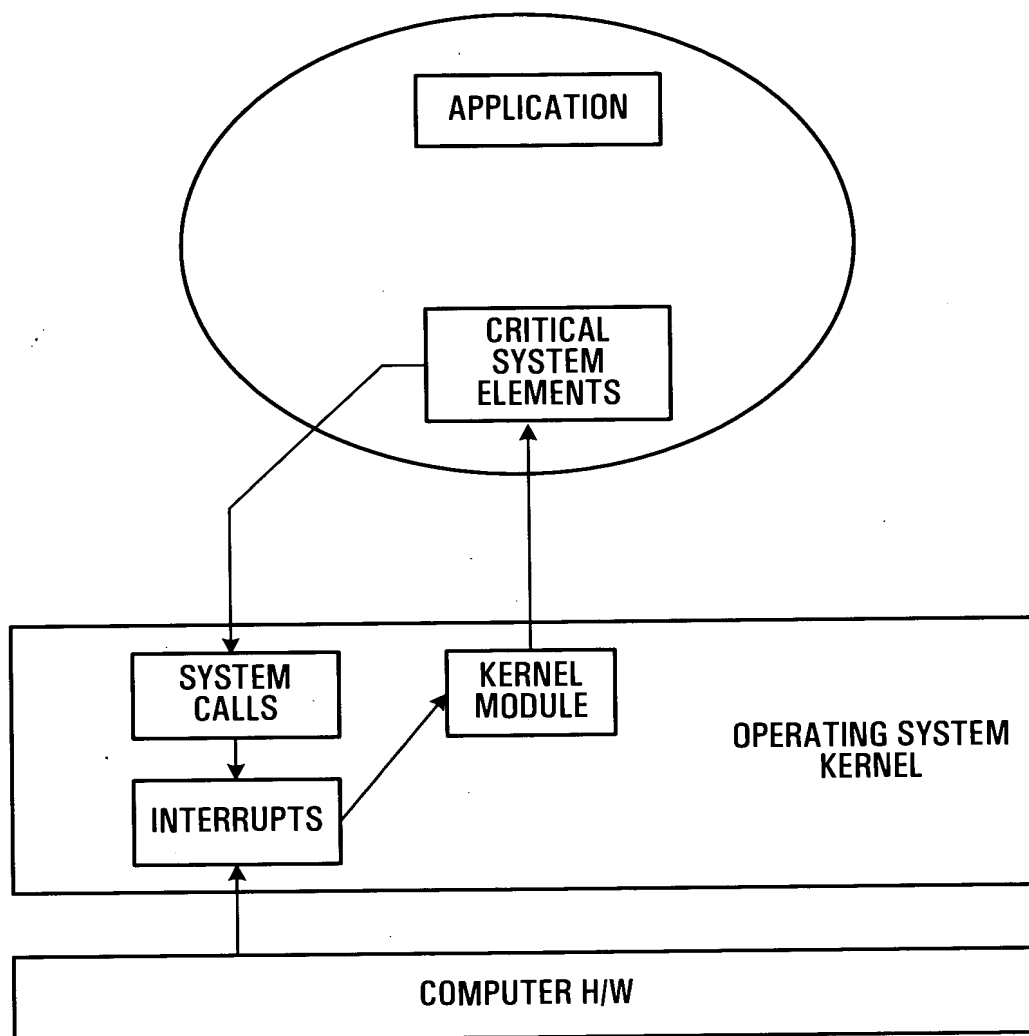 APPLICATION
CRITICAL
SYSTEM
ELEMENTS
SYSTEM
CALLS
KERNEL
MODULE
OPERATING SYSTEM
KERNEL
INTERRUPTS
COMPUTER H/W